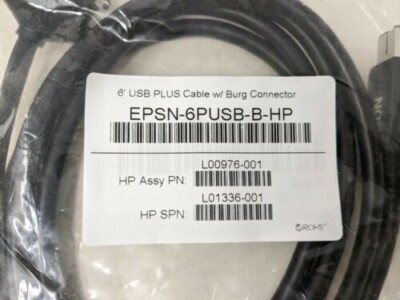 6' USB PLUS Cable w/ Burg Connector
EPSN-6PUSB-B-HP
L00976-001
HP Assy PN:
L01336-001
HP SPN:
ROHS